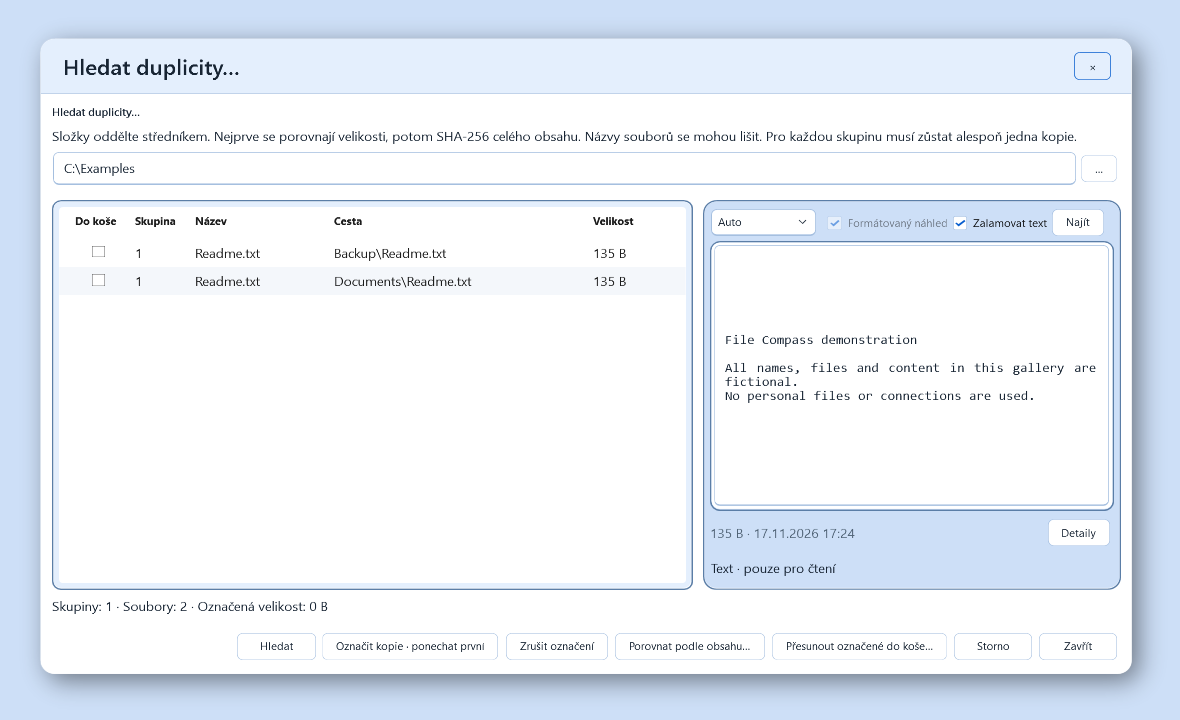 Hledat duplicity...
×
Hledat duplicity...
Složky oddělte středníkem. Nejprve se porovnají velikosti, potom SHA-256 celého obsahu. Názvy souborů se mohou lišit. Pro každou skupinu musí zůstat alespoň jedna kopie.
C:\Examples
...
Do koše Skupina Název Cesta Velikost
1 Readme.txt Backup\Readme.txt 135 B
1 Readme.txt Documents\Readme.txt 135 B
Auto Formátovaný náhled Zalamovat text Najít
File Compass demonstration
All names, files and content in this gallery are
fictional.
No personal files or connections are used.
135 B · 17.11.2026 17:24 Detaily
Text · pouze pro čtení
Skupiny: 1 · Soubory: 2 · Označená velikost: 0 B
Hledat Označit kopie · ponechat první Zrušit označení Porovnat podle obsahu... Přesunout označené do koše... Storno Zavřít